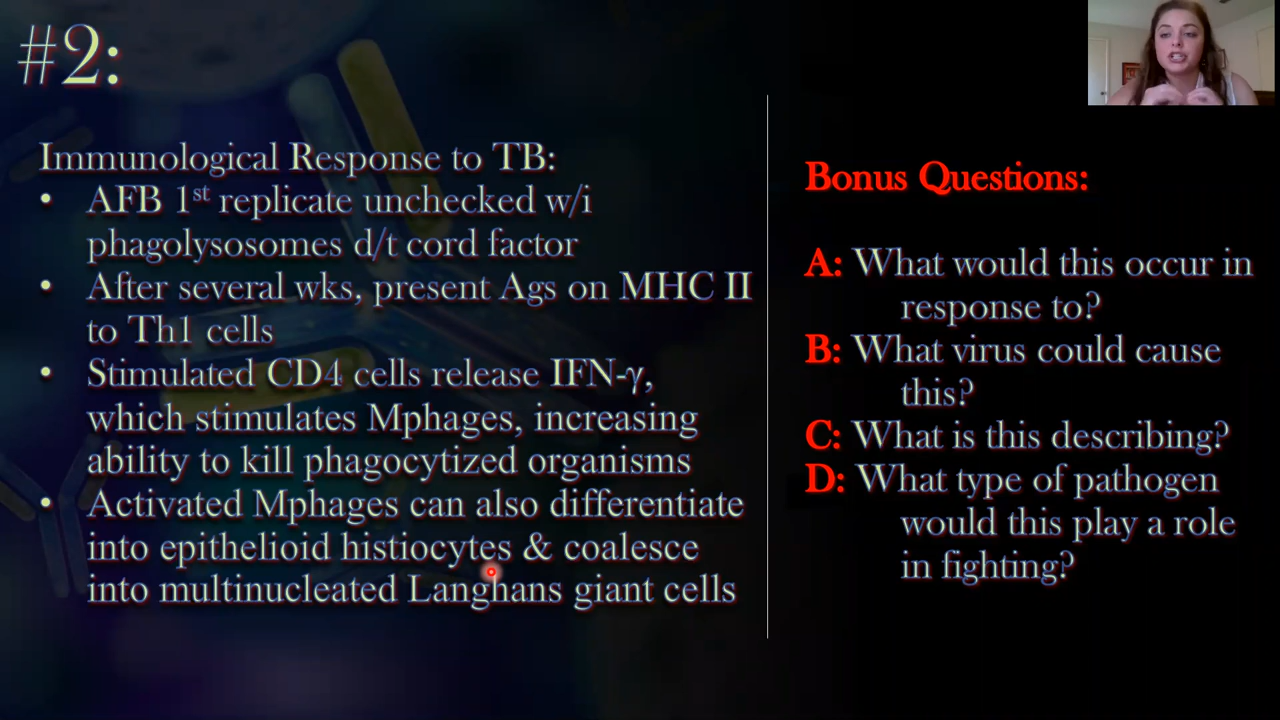 #2:
Immunological Response to TB:
• AFB 1st replicate unchecked w/i
phagolysosomes d/t cord factor
• After several wks, present Ags on MHC II
to Th1 cells
• Stimulated CD4 cells release IFN-γ,
which stimulates Mphages, increasing
ability to kill phagocytized organisms
• Activated Mphages can also differentiate
into epithelioid histiocytes & coalesce
into multinucleated Langhans giant cells
Bonus Questions:
A: What would this occur in
response to?
B: What virus could cause
this?
C: What is this describing?
D: What type of pathogen
would this play a role
in fighting?